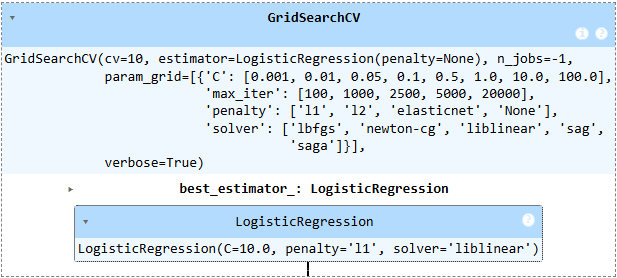 GridSearchCV
i ?
GridSearchCV(cv=10, estimator=LogisticRegression(penalty=None), n_jobs=-1,
param_grid=[{'C': [0.001, 0.01, 0.05, 0.1, 0.5, 1.0, 10.0, 100.0],
'max_iter': [100, 1000, 2500, 5000, 20000],
'penalty': ['l1', 'l2', 'elasticnet', 'None'],
'solver': ['lbfgs', 'newton-cg', 'liblinear', 'sag',
'saga']}],
verbose=True)
best_estimator_: LogisticRegression
LogisticRegression ?
LogisticRegression(C=10.0, penalty='l1', solver='liblinear')